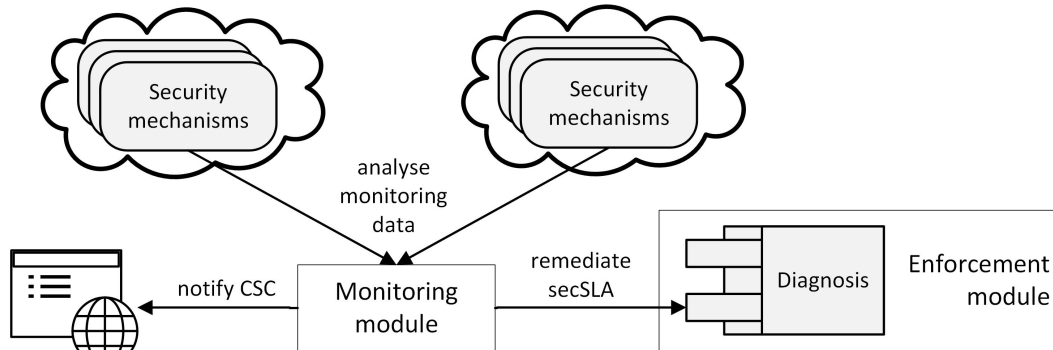 Security
mechanisms
Security
mechanisms
analyse
monitoring
data
notify CSC
Monitoring
module
remediate
secSLA
Diagnosis
Enforcement
module